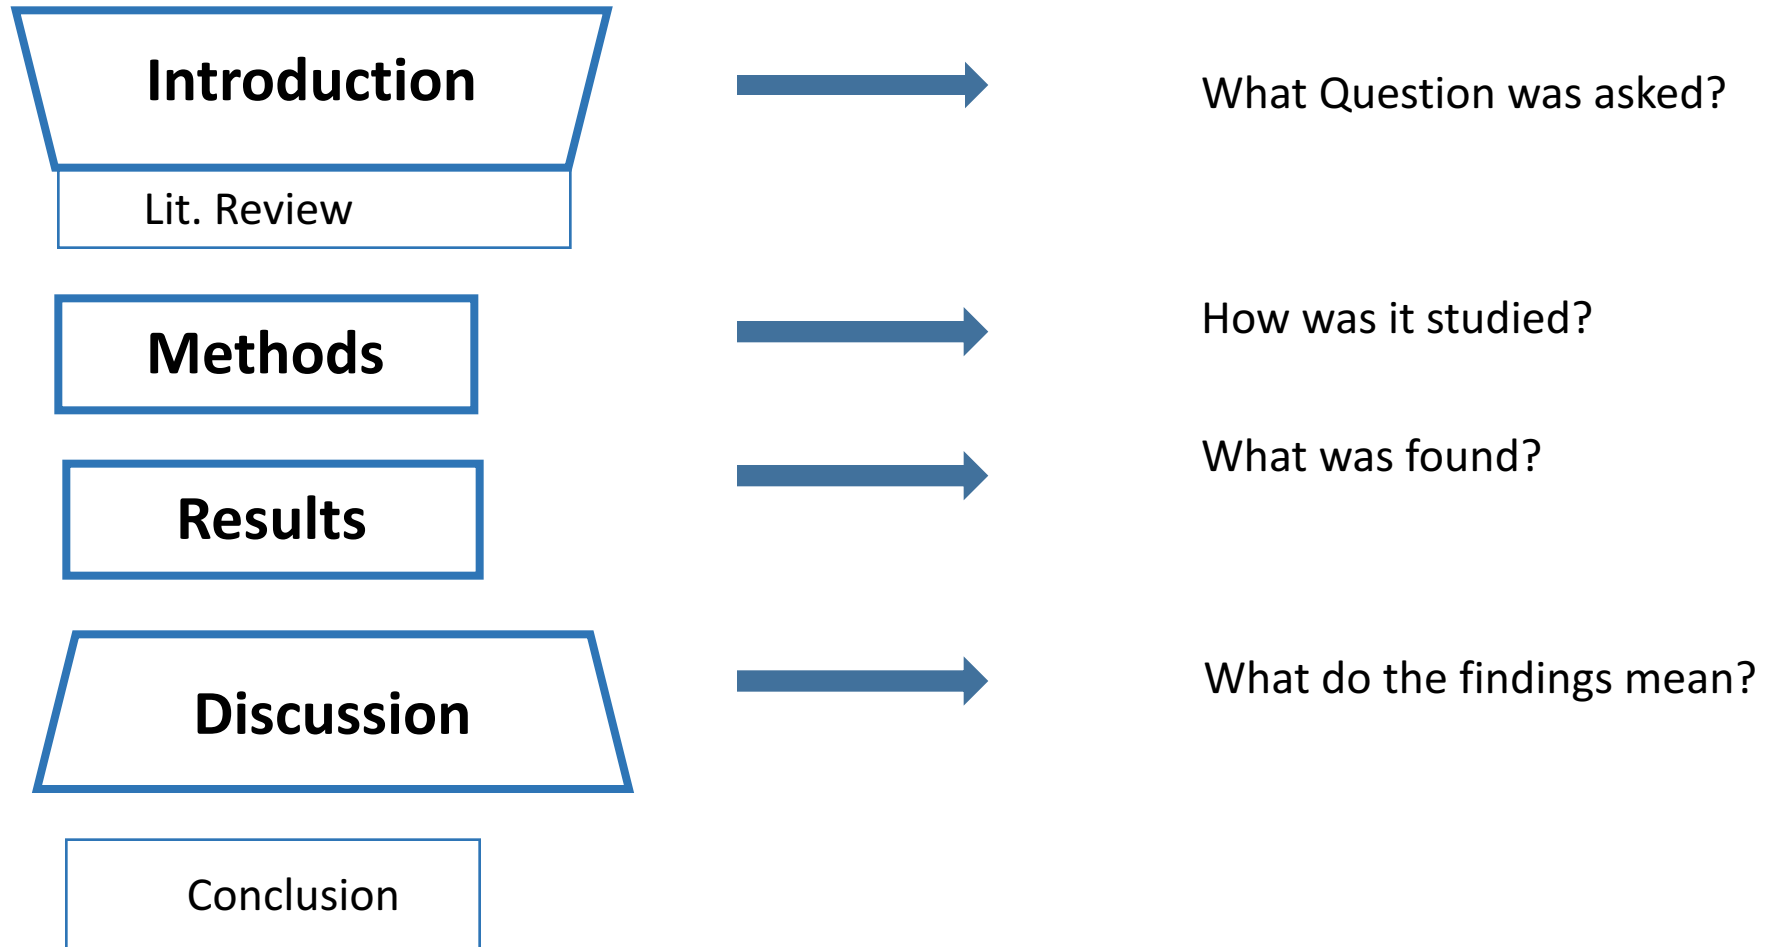 Introduction
What Question was asked?
Lit. Review
Methods
How was it studied?
Results
What was found?
Discussion
What do the findings mean?
Conclusion